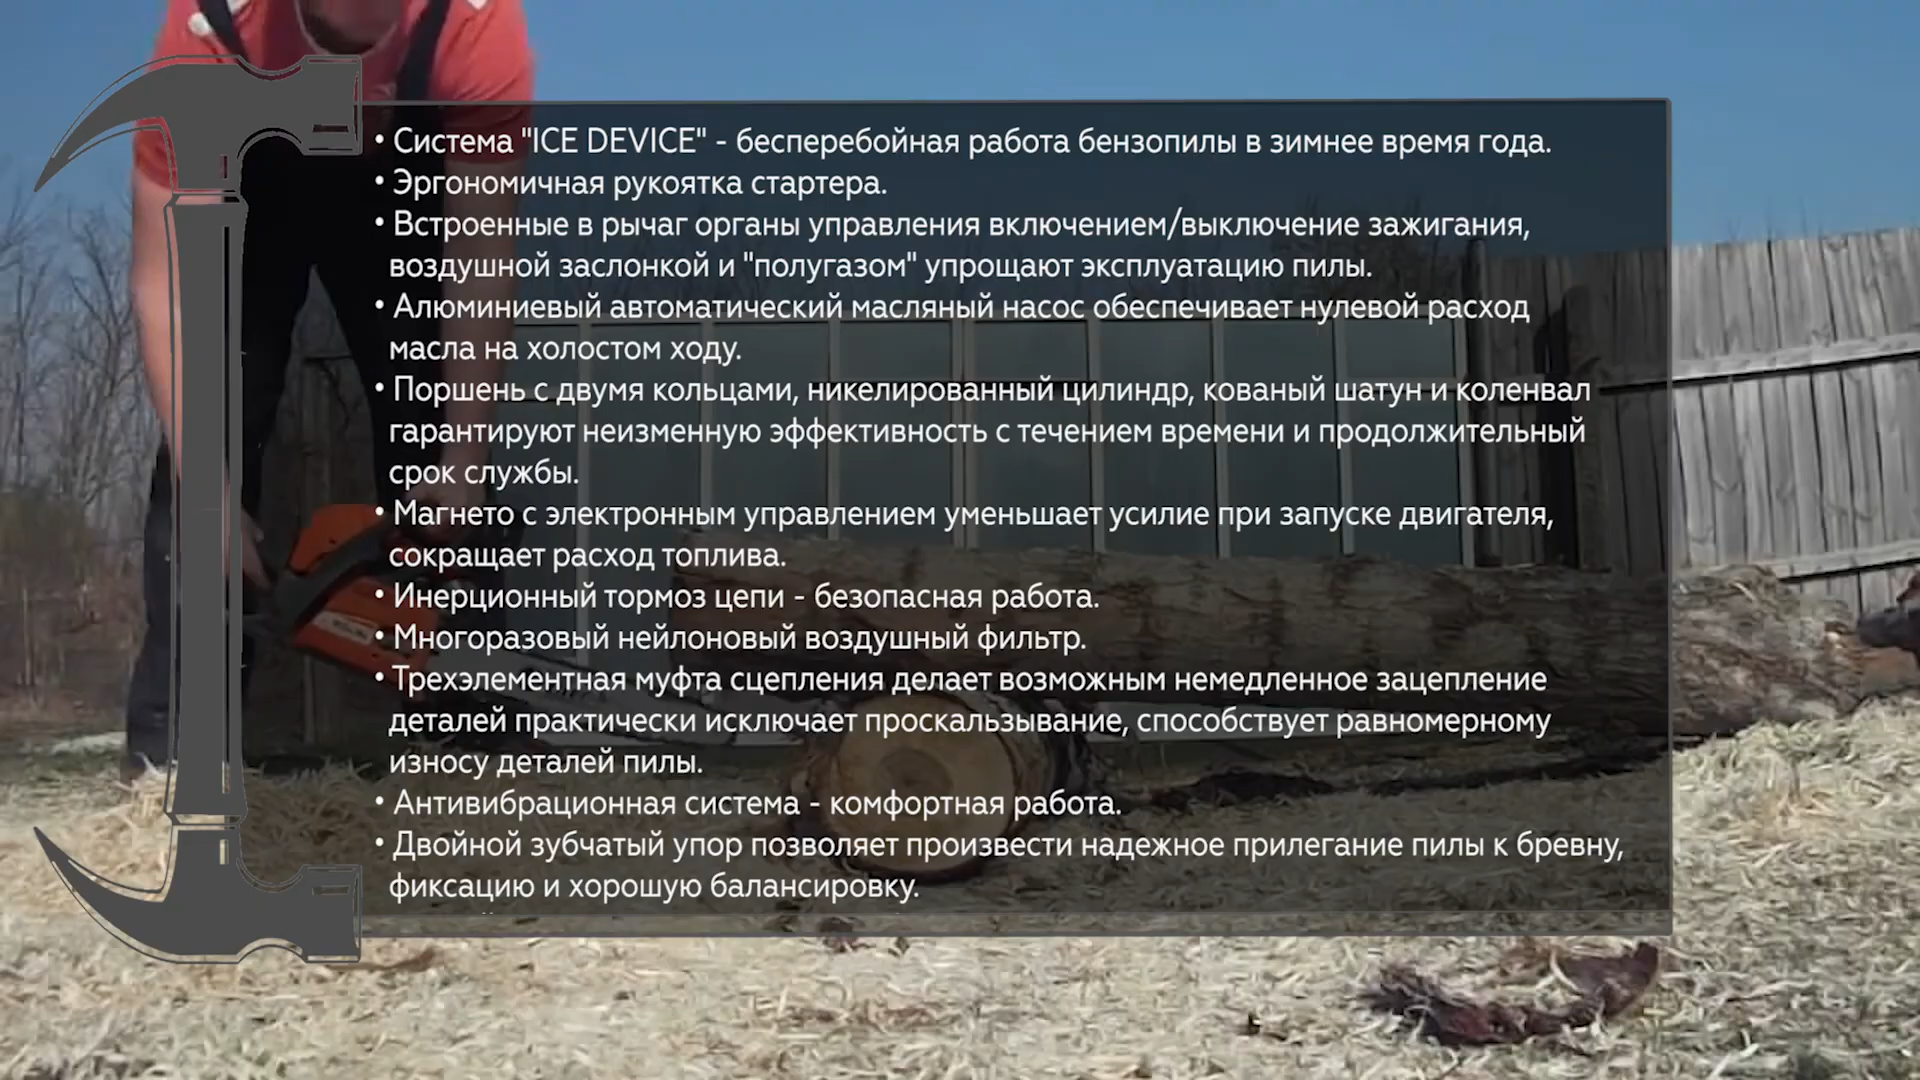 • Система "ICE DEVICE" - бесперебойная работа бензопилы в зимнее время года.
• Эргономичная рукоятка стартера.
• Встроенные в рычаг органы управления включением/выключение зажигания,
воздушной заслонкой и "полугазом" упрощают эксплуатацию пилы.
• Алюминиевый автоматический масляный насос обеспечивает нулевой расход
масла на холостом ходу.
• Поршень с двумя кольцами, никелированный цилиндр, кованый шатун и коленвал
гарантируют неизменную эффективность с течением времени и продолжительный
срок службы.
• Магнето с электронным управлением уменьшает усилие при запуске двигателя,
сокращает расход топлива.
• Инерционный тормоз цепи - безопасная работа.
• Многоразовый нейлоновый воздушный фильтр.
• Трехэлементная муфта сцепления делает возможным немедленное зацепление
деталей практически исключает проскальзывание, способствует равномерному
износу деталей пилы.
• Антивибрационная система - комфортная работа.
• Двойной зубчатый упор позволяет произвести надежное прилегание пилы к бревну,
фиксацию и хорошую балансировку.